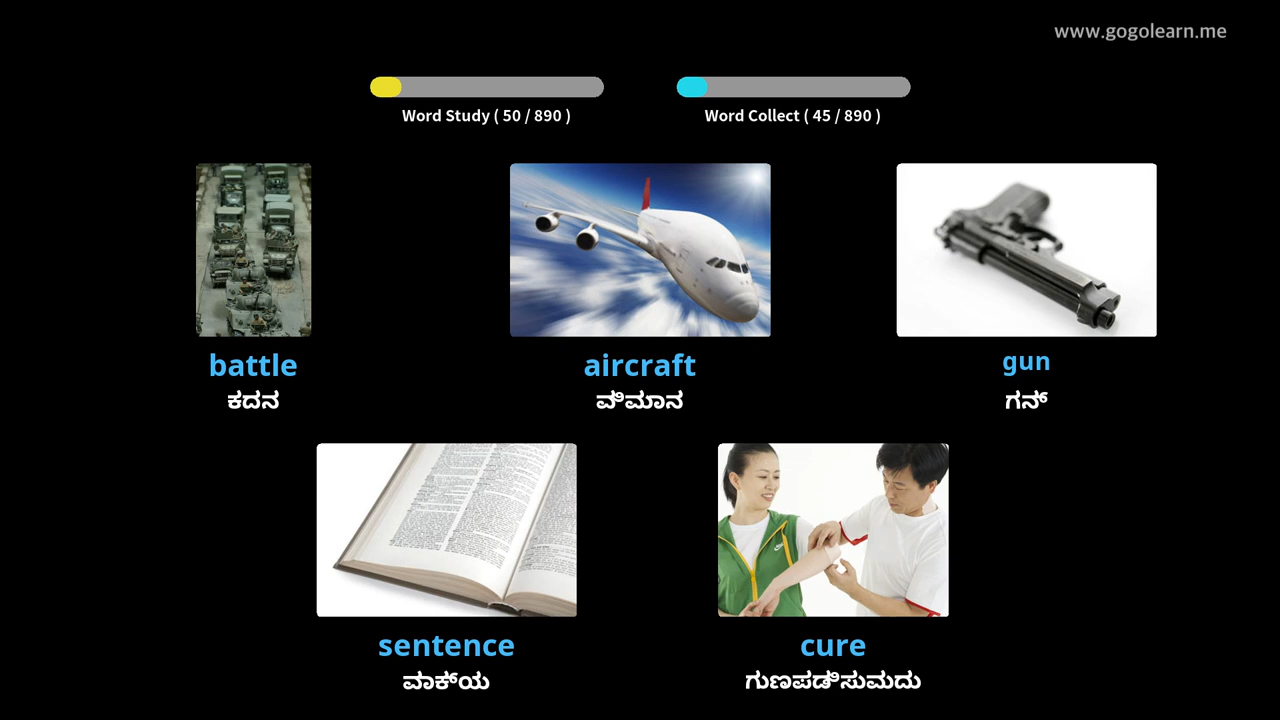 www.gogolearn.me
Word Study ( 50 / 890 )
Word Collect ( 45 / 890 )
battle
ಕದನ
aircraft
ವಿಮಾನ
gun
ಗನ್
sentence
ವಾಕ್ಯ
cure
ಗುಣಪಡಿಸುಮದು